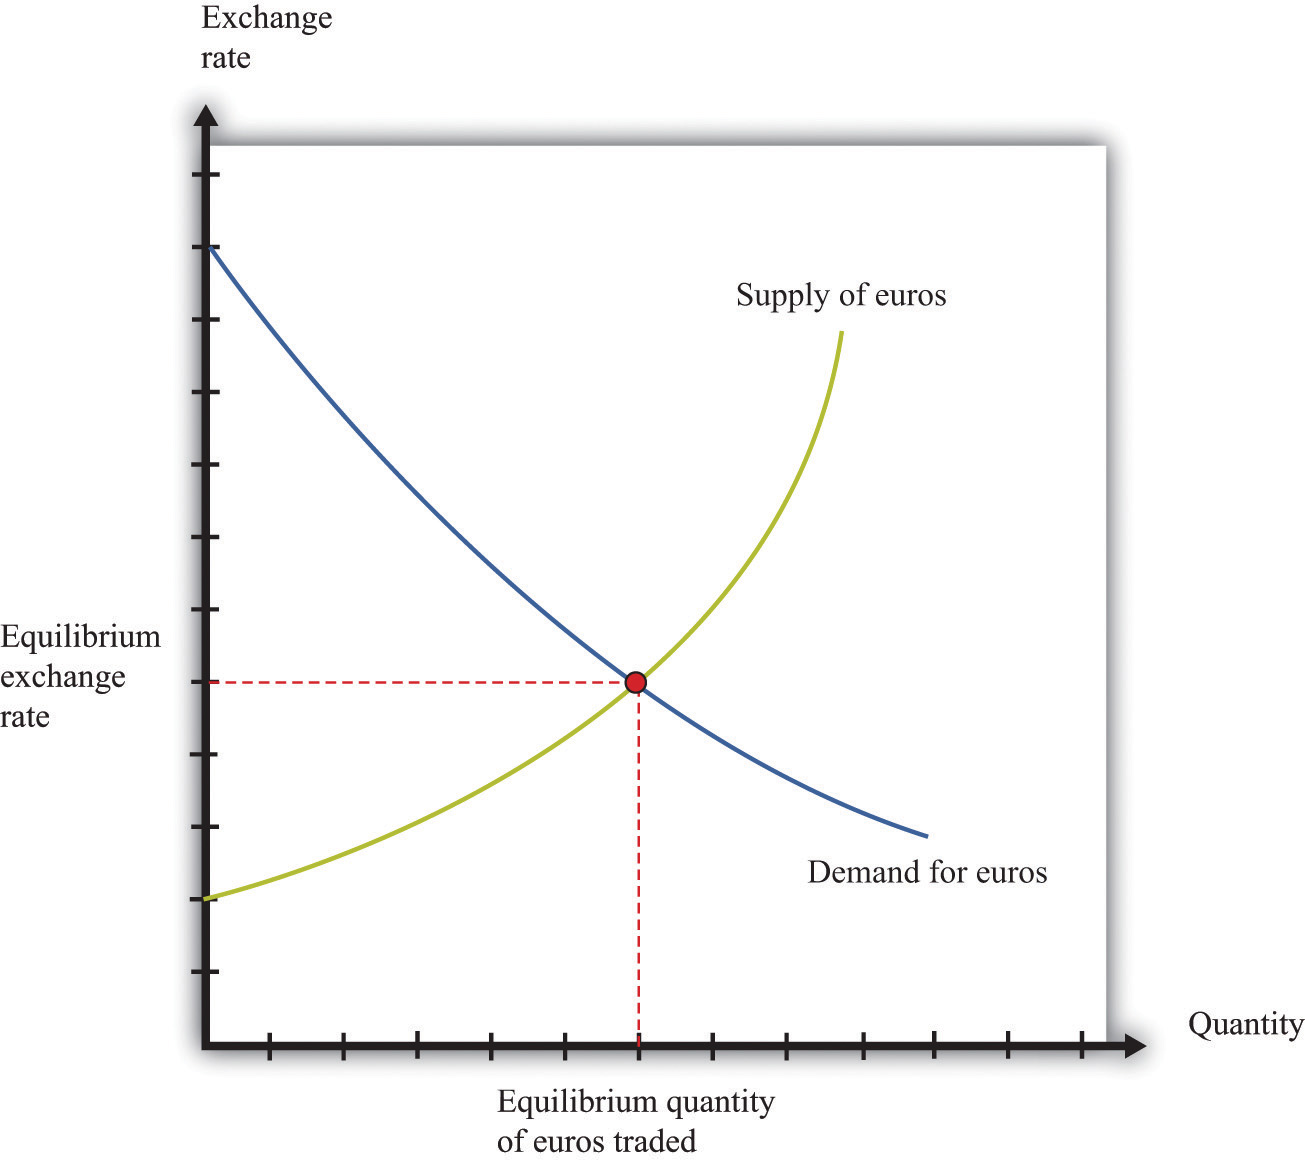 Exchange
rate
Supply of euros
Equilibrium
exchange
rate
Demand for euros
Quantity
Equilibrium quantity
of euros traded